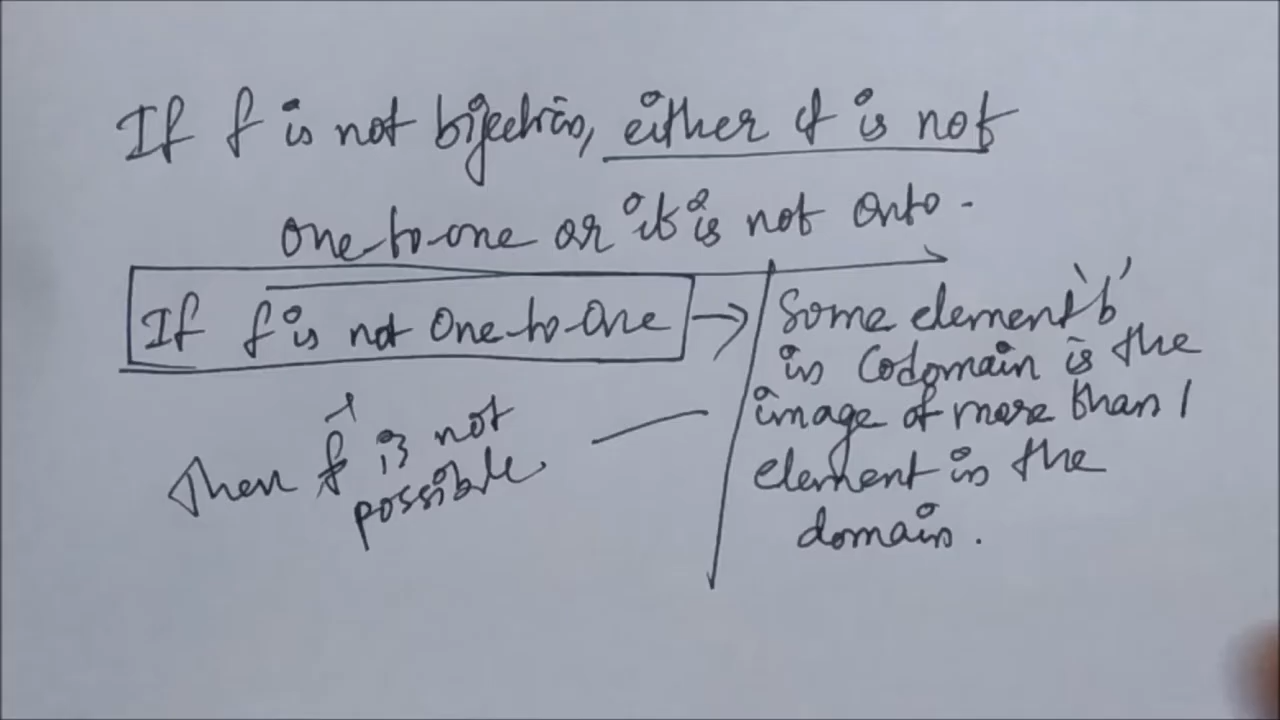 If f is not bijection, either it is not
one-to-one or it is not onto.
If f is not One-to-One →
Some element 'b'
in Codomain is the
image of more than 1
element in the
domain.
then f⁻¹ is not
possible